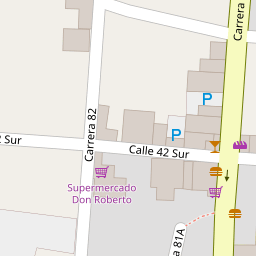 Carrera
P
Carrera 82
P
2 Sur
Calle 42 Sur
Supermercado
Don Roberto
a 81A